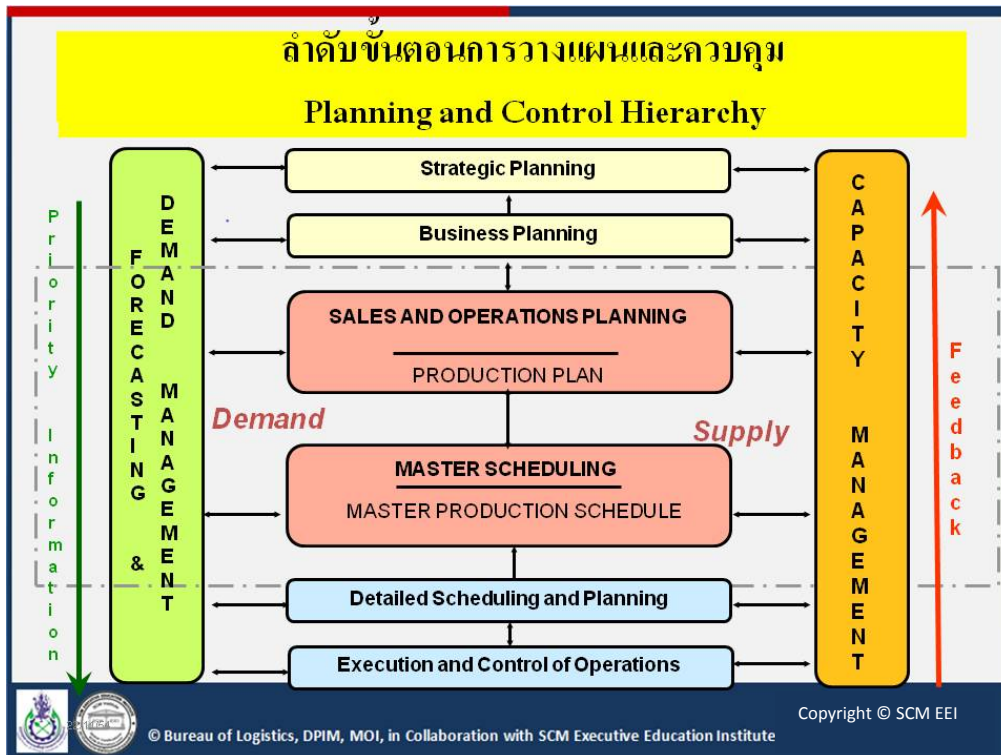 ลำดับขั้นตอนการวางแผนและควบคุม
Planning and Control Hierarchy
Priority Information
FORECASTING &
DEMAND MANAGEMENT
Strategic Planning
Business Planning
SALES AND OPERATIONS PLANNING
PRODUCTION PLAN
Demand
Supply
MASTER SCHEDULING
MASTER PRODUCTION SCHEDULE
Detailed Scheduling and Planning
Execution and Control of Operations
CAPACITY MANAGEMENT
Feedback
© Bureau of Logistics, DPIM, MOI, in Collaboration with SCM Executive Education Institute
Copyright © SCM EEI